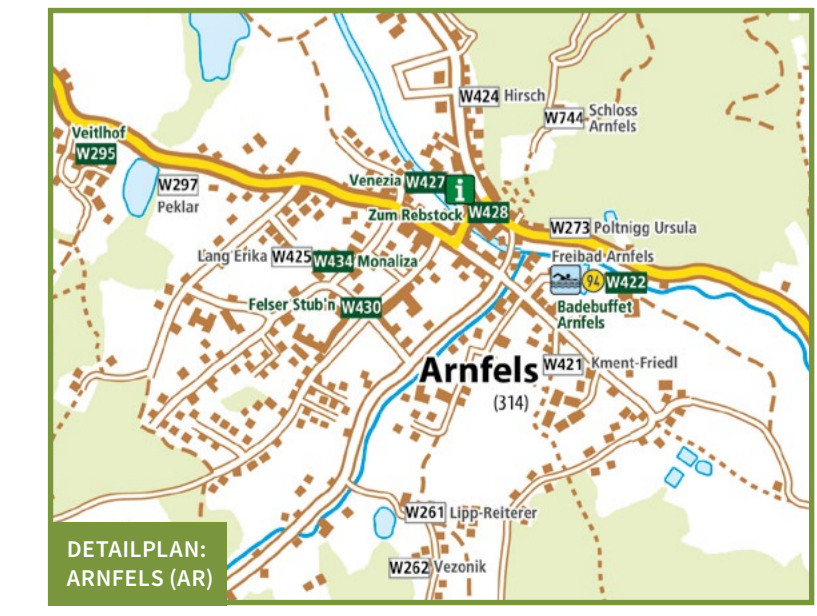 W424 Hirsch
W744 Schloss
Arnfels
Veitlhof
W295
W297
Peklar
Venezia W427 i
Zum Rebstock W428
W273 Poltnigg Ursula
Lang Erika W425 W434 Monaliza
Freibad Arnfels
94 W422
Badebuffet
Arnfels
Felser Stub'n W430
Arnfels
(314)
W421 Kment-Friedl
W261 Lipp-Reiterer
W262 Vezonik
DETAILPLAN:
ARNFELS (AR)